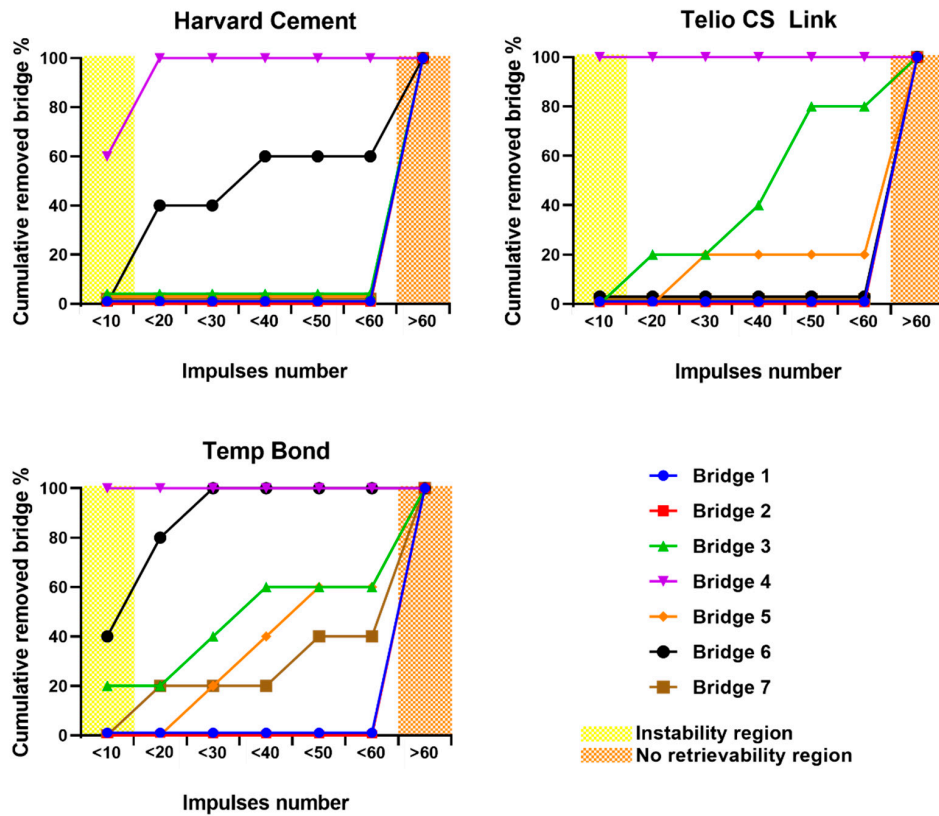 Harvard Cement
Cumulative removed bridge %
100
80
60
40
20
0
<10 <20 <30 <40 <50 <60 >60
Impulses number
Telio CS Link
Cumulative removed bridge %
100
80
60
40
20
0
<10 <20 <30 <40 <50 <60 >60
Impulses number
Temp Bond
Cumulative removed bridge %
100
80
60
40
20
0
<10 <20 <30 <40 <50 <60 >60
Impulses number
Bridge 1
Bridge 2
Bridge 3
Bridge 4
Bridge 5
Bridge 6
Bridge 7
Instability region
No retrievability region